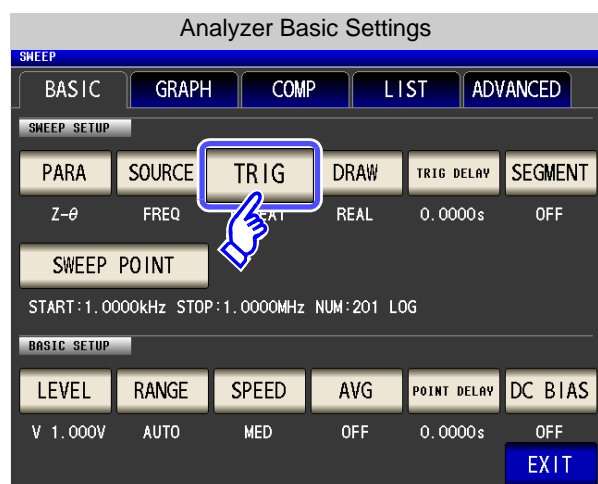 Analyzer Basic Settings
SWEEP
BASIC GRAPH COMP LIST ADVANCED
SWEEP SETUP
PARA SOURCE TRIG DRAW TRIG DELAY SEGMENT
Z-θ FREQ REAL 0.0000s OFF
SWEEP POINT
START:1.0000kHz STOP:1.0000MHz NUM:201 LOG
BASIC SETUP
LEVEL RANGE SPEED AVG POINT DELAY DC BIAS
V 1.000V AUTO MED OFF 0.0000s OFF
EXIT